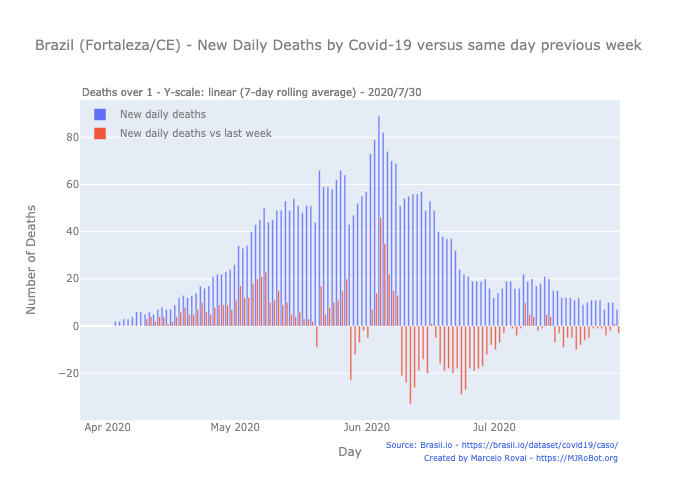 Brazil (Fortaleza/CE) - New Daily Deaths by Covid-19 versus same day previous week
Deaths over 1 - Y-scale: linear (7-day rolling average) - 2020/7/30
New daily deaths
New daily deaths vs last week
Number of Deaths
80
60
40
20
0
−20
Apr 2020
May 2020
Jun 2020
Jul 2020
Day
Source: Brasil.io - https://brasil.io/dataset/covid19/caso/
Created by Marcelo Rovai - https://MJRoBot.org